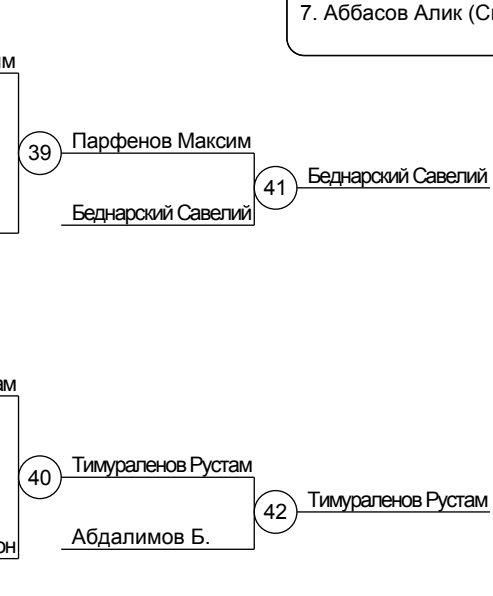 7. Аббасов Алик
39
Парфенов Максим
41
Беднарский Савелий
Беднарский Савелий
40
Тимураленов Рустам
42
Тимураленов Рустам
Абдалимов Б.